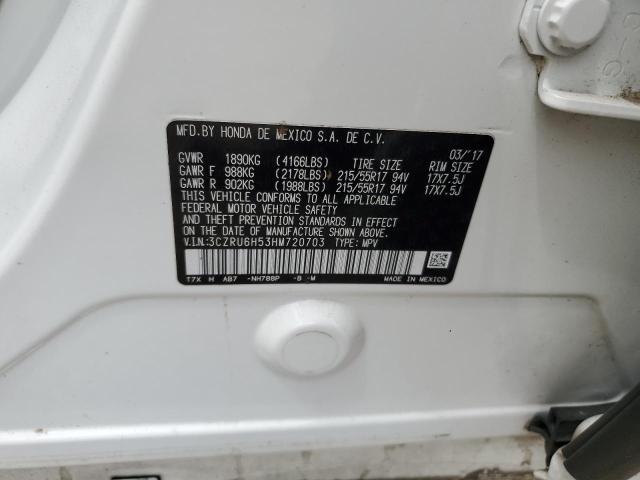 MFD.BY HONDA DE MEXICO S.A. DE C.V.
03/'17
GVWR 1890KG (4166LBS) TIRE SIZE RIM SIZE
GAWR F 988KG (2178LBS) 215/55R17 94V 17X7.5J
GAWR R 902KG (1988LBS) 215/55R17 94V 17X7.5J
THIS VEHICLE CONFORMS TO ALL APPLICABLE
FEDERAL MOTOR VEHICLE SAFETY
AND THEFT PREVENTION STANDARDS IN EFFECT
ON THE DATE OF MANUFACTURE SHOWN ABOVE.
V.I.N:3CZRU6H53HM720703 TYPE: MPV
T7X H AB7 -NH788P -B -M MADE IN MEXICO